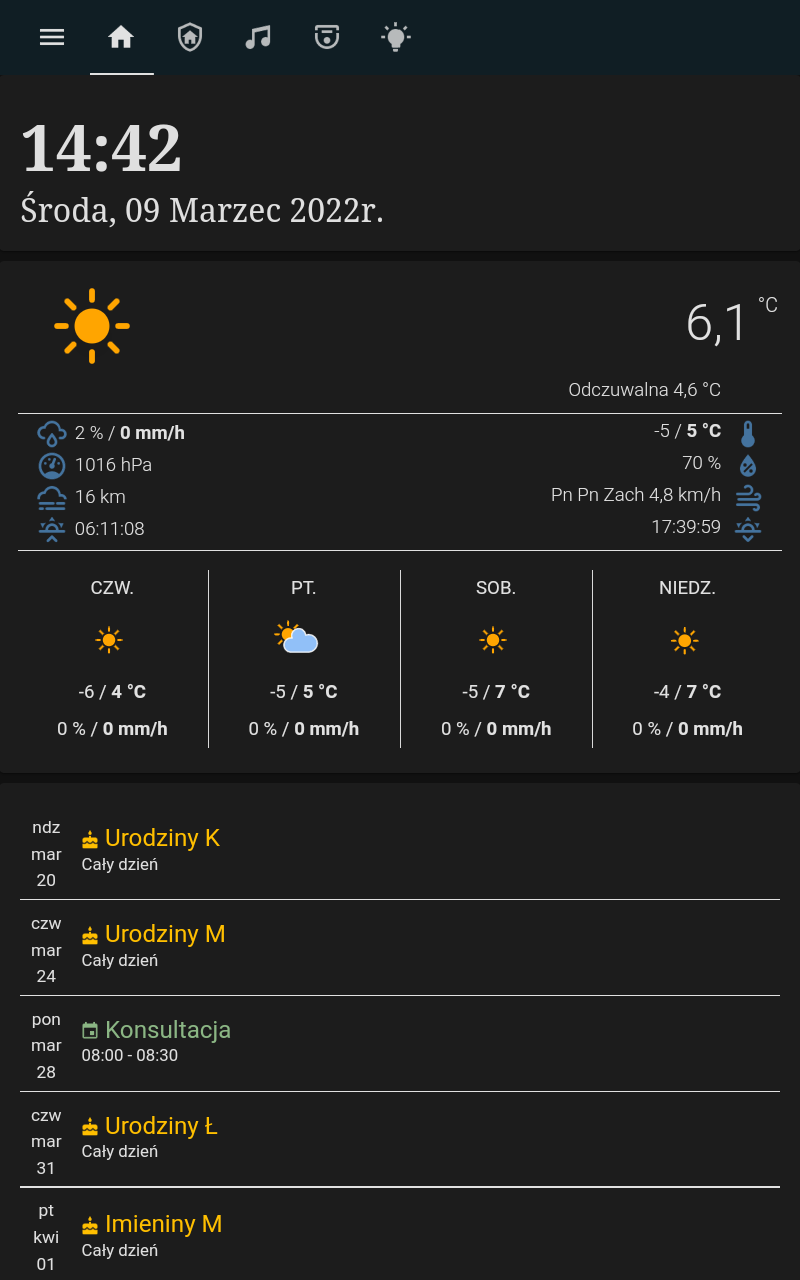 14:42
Środa, 09 Marzec 2022r.
6,1 °C
Odczuwalna 4,6 °C
2 % / 0 mm/h
-5 / 5 °C
1016 hPa
70 %
16 km
Pn Pn Zach 4,8 km/h
06:11:08
17:39:59
CZW. PT. SOB. NIEDZ.
-6 / 4 °C -5 / 5 °C -5 / 7 °C -4 / 7 °C
0 % / 0 mm/h 0 % / 0 mm/h 0 % / 0 mm/h 0 % / 0 mm/h
ndz
mar
20
Urodziny K
Cały dzień
czw
mar
24
Urodziny M
Cały dzień
pon
mar
28
Konsultacja
08:00 - 08:30
czw
mar
31
Urodziny Ł
Cały dzień
pt
kwi
01
Imieniny M
Cały dzień